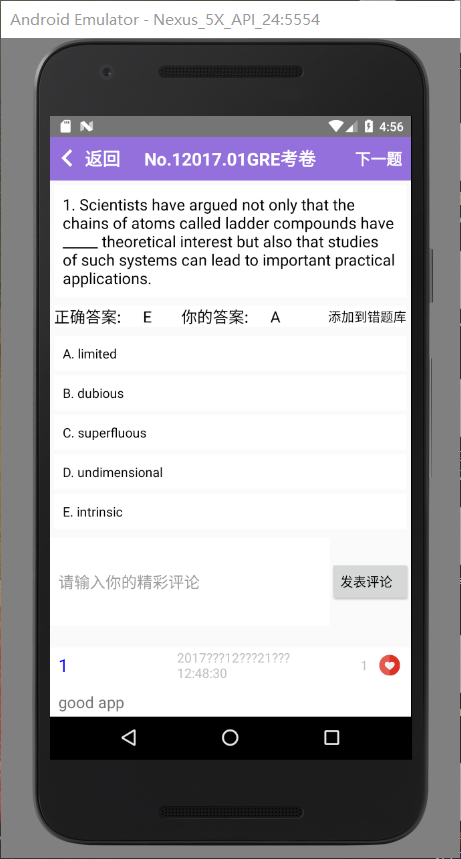 Android Emulator - Nexus_5X_API_24:5554
4:56
返回 No.12017.01GRE考卷 下一题
1. Scientists have argued not only that the
chains of atoms called ladder compounds have
_____ theoretical interest but also that studies
of such systems can lead to important practical
applications.
正确答案: E 你的答案: A 添加到错题库
A. limited
B. dubious
C. superfluous
D. undimensional
E. intrinsic
请输入你的精彩评论 发表评论
1 2017???12???21??? 1
12:48:30
good app